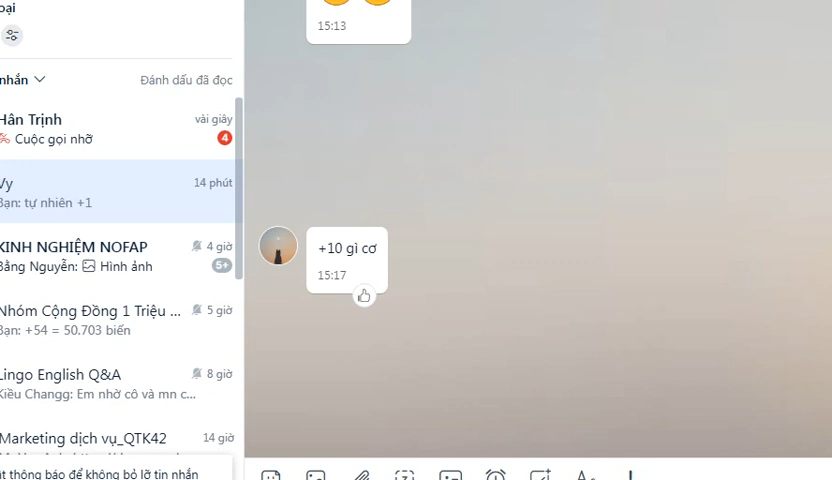 oại
nhắn Đánh dấu đã đọc
Hân Trịnh vài giây
Cuộc gọi nhỡ 4
Vy 14 phút
Bạn: tự nhiên +1
KINH NGHIỆM NOFAP 4 giờ
Bằng Nguyễn: Hình ảnh 5+
Nhóm Cộng Đồng 1 Triệu ... 5 giờ
Bạn: +54 = 50.703 biến
Lingo English Q&A 8 giờ
Kiều Changg: Em nhờ cô và mn c...
Marketing dịch vụ_QTK42 14 giờ
ật thông báo để không bỏ lỡ tin nhắn
15:13
+10 gì cơ
15:17